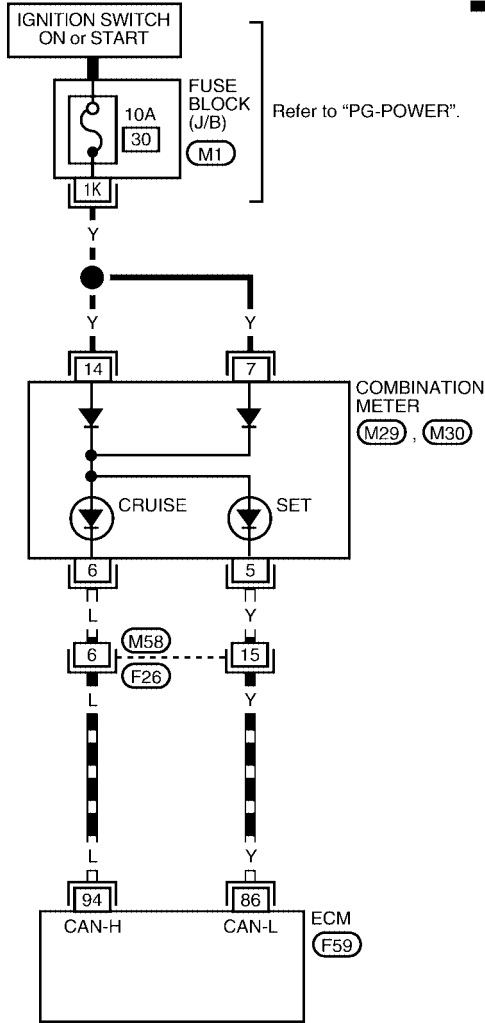 IGNITION SWITCH
ON or START
FUSE
BLOCK
(J/B)
10A
30
M1
Refer to “PG-POWER”.
1K
Y
Y
Y
14
7
COMBINATION
METER
M29 , M30
CRUISE
SET
6
5
L
Y
6
M58
15
F26
L
Y
L
Y
94
86
CAN-H
CAN-L
ECM
F59